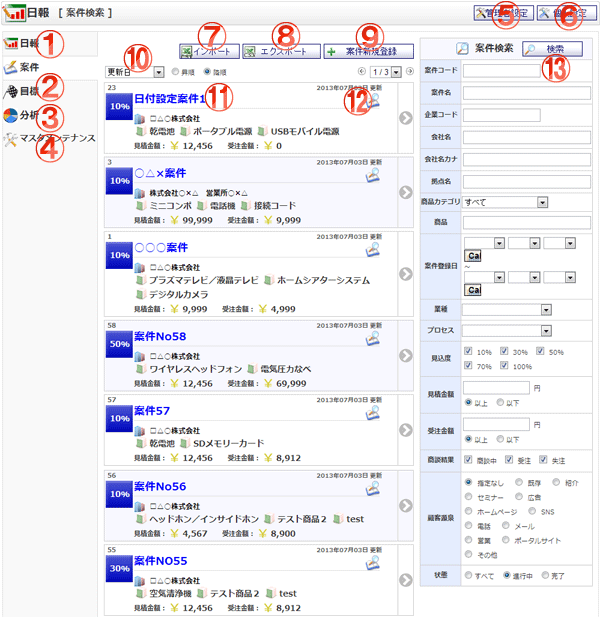 日報 [ 案件検索 ]
⑤ ⑥
① 日報
案件
② 目標
③ 分析
④ マスタメンテナンス
⑦ インポート ⑧ エクスポート ⑨ 案件新規登録
⑩ 更新日 昇順 降順 1 / 3
23 2013年07月03日 更新
10% 日付設定案件1 ⑪ ⑫
□△○株式会社
乾電池 ポータブル電源 USBモバイル電源
見積金額： ¥ 12,456 受注金額： ¥ 0
3 2013年07月03日 更新
10% ○△×案件
株式会社○×△ 営業所○×△
ミニコンポ 電話機 接続コード
見積金額： ¥ 99,999 受注金額： ¥ 9,999
1 2013年07月03日 更新
10% ○○○案件
□△○株式会社
プラズマテレビ／液晶テレビ ホームシアターシステム
デジタルカメラ
見積金額： ¥ 9,999 受注金額： ¥ 4,999
58 2013年07月03日 更新
50% 案件No58
□△○株式会社
ワイヤレスヘッドフォン 電気圧力なべ
見積金額： ¥ 12,456 受注金額： ¥ 69,999
57 2013年07月03日 更新
10% 案件57
□△○株式会社
乾電池 SDメモリーカード
見積金額： ¥ 12,456 受注金額： ¥ 8,912
56 2013年07月03日 更新
10% 案件No56
□△○株式会社
ヘッドホン／インサイドホン テスト商品２ test
見積金額： ¥ 4,567 受注金額： ¥ 8,900
55 2013年07月03日 更新
30% 案件NO55
□△○株式会社
空気清浄機 テスト商品２ test
見積金額： ¥ 12,456 受注金額： ¥ 8,912
案件検索 検索
案件コード ⑬
案件名
企業コード
会社名
会社名カナ
拠点名
商品カテゴリ すべて
商品
案件登録日
Cal
～
Cal
業種
プロセス
見込度 10% 30% 50%
70% 100%
見積金額 円
以上 以下
受注金額 円
以上 以下
商談結果 商談中 受注 失注
顧客源泉 指定なし 既存 紹介
セミナー 広告
ホームページ SNS
電話 メール
営業 ポータルサイト
その他
状態 すべて 進行中 完了